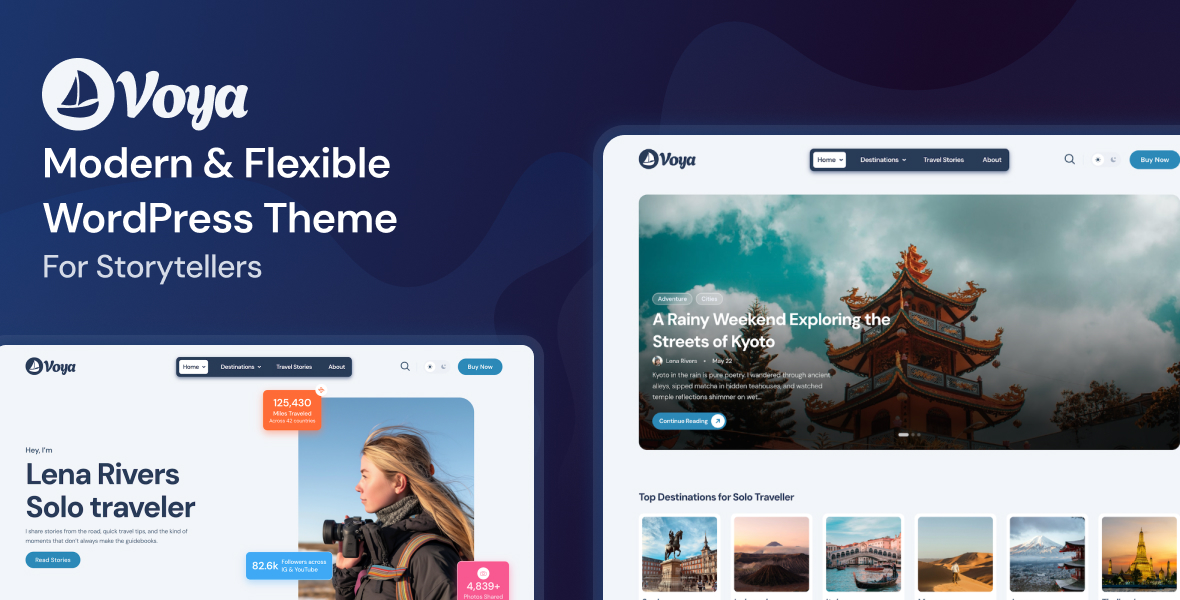 Voya
Modern & Flexible
WordPress Theme
For Storytellers
Voya
Home
Destinations
Travel Stories
About
Buy Now
125,430
Miles Traveled
Across 42 countries
Hey, I'm
Lena Rivers
Solo traveler
I share stories from the road, quick travel tips, and the kind of
moments that don't always make the guidebooks.
Read Stories
82.6k
Followers across
IG & YouTube
4,839+
Photos Shared
Voya
Home
Destinations
Travel Stories
About
Buy Now
Adventure
Cities
A Rainy Weekend Exploring the
Streets of Kyoto
Lena Rivers • May 22
Kyoto in the rain is pure poetry. I wandered through ancient
alleys, sipped matcha in hidden teahouses, and watched
temple reflections shimmer on wet...
Continue Reading
Top Destinations for Solo Traveller